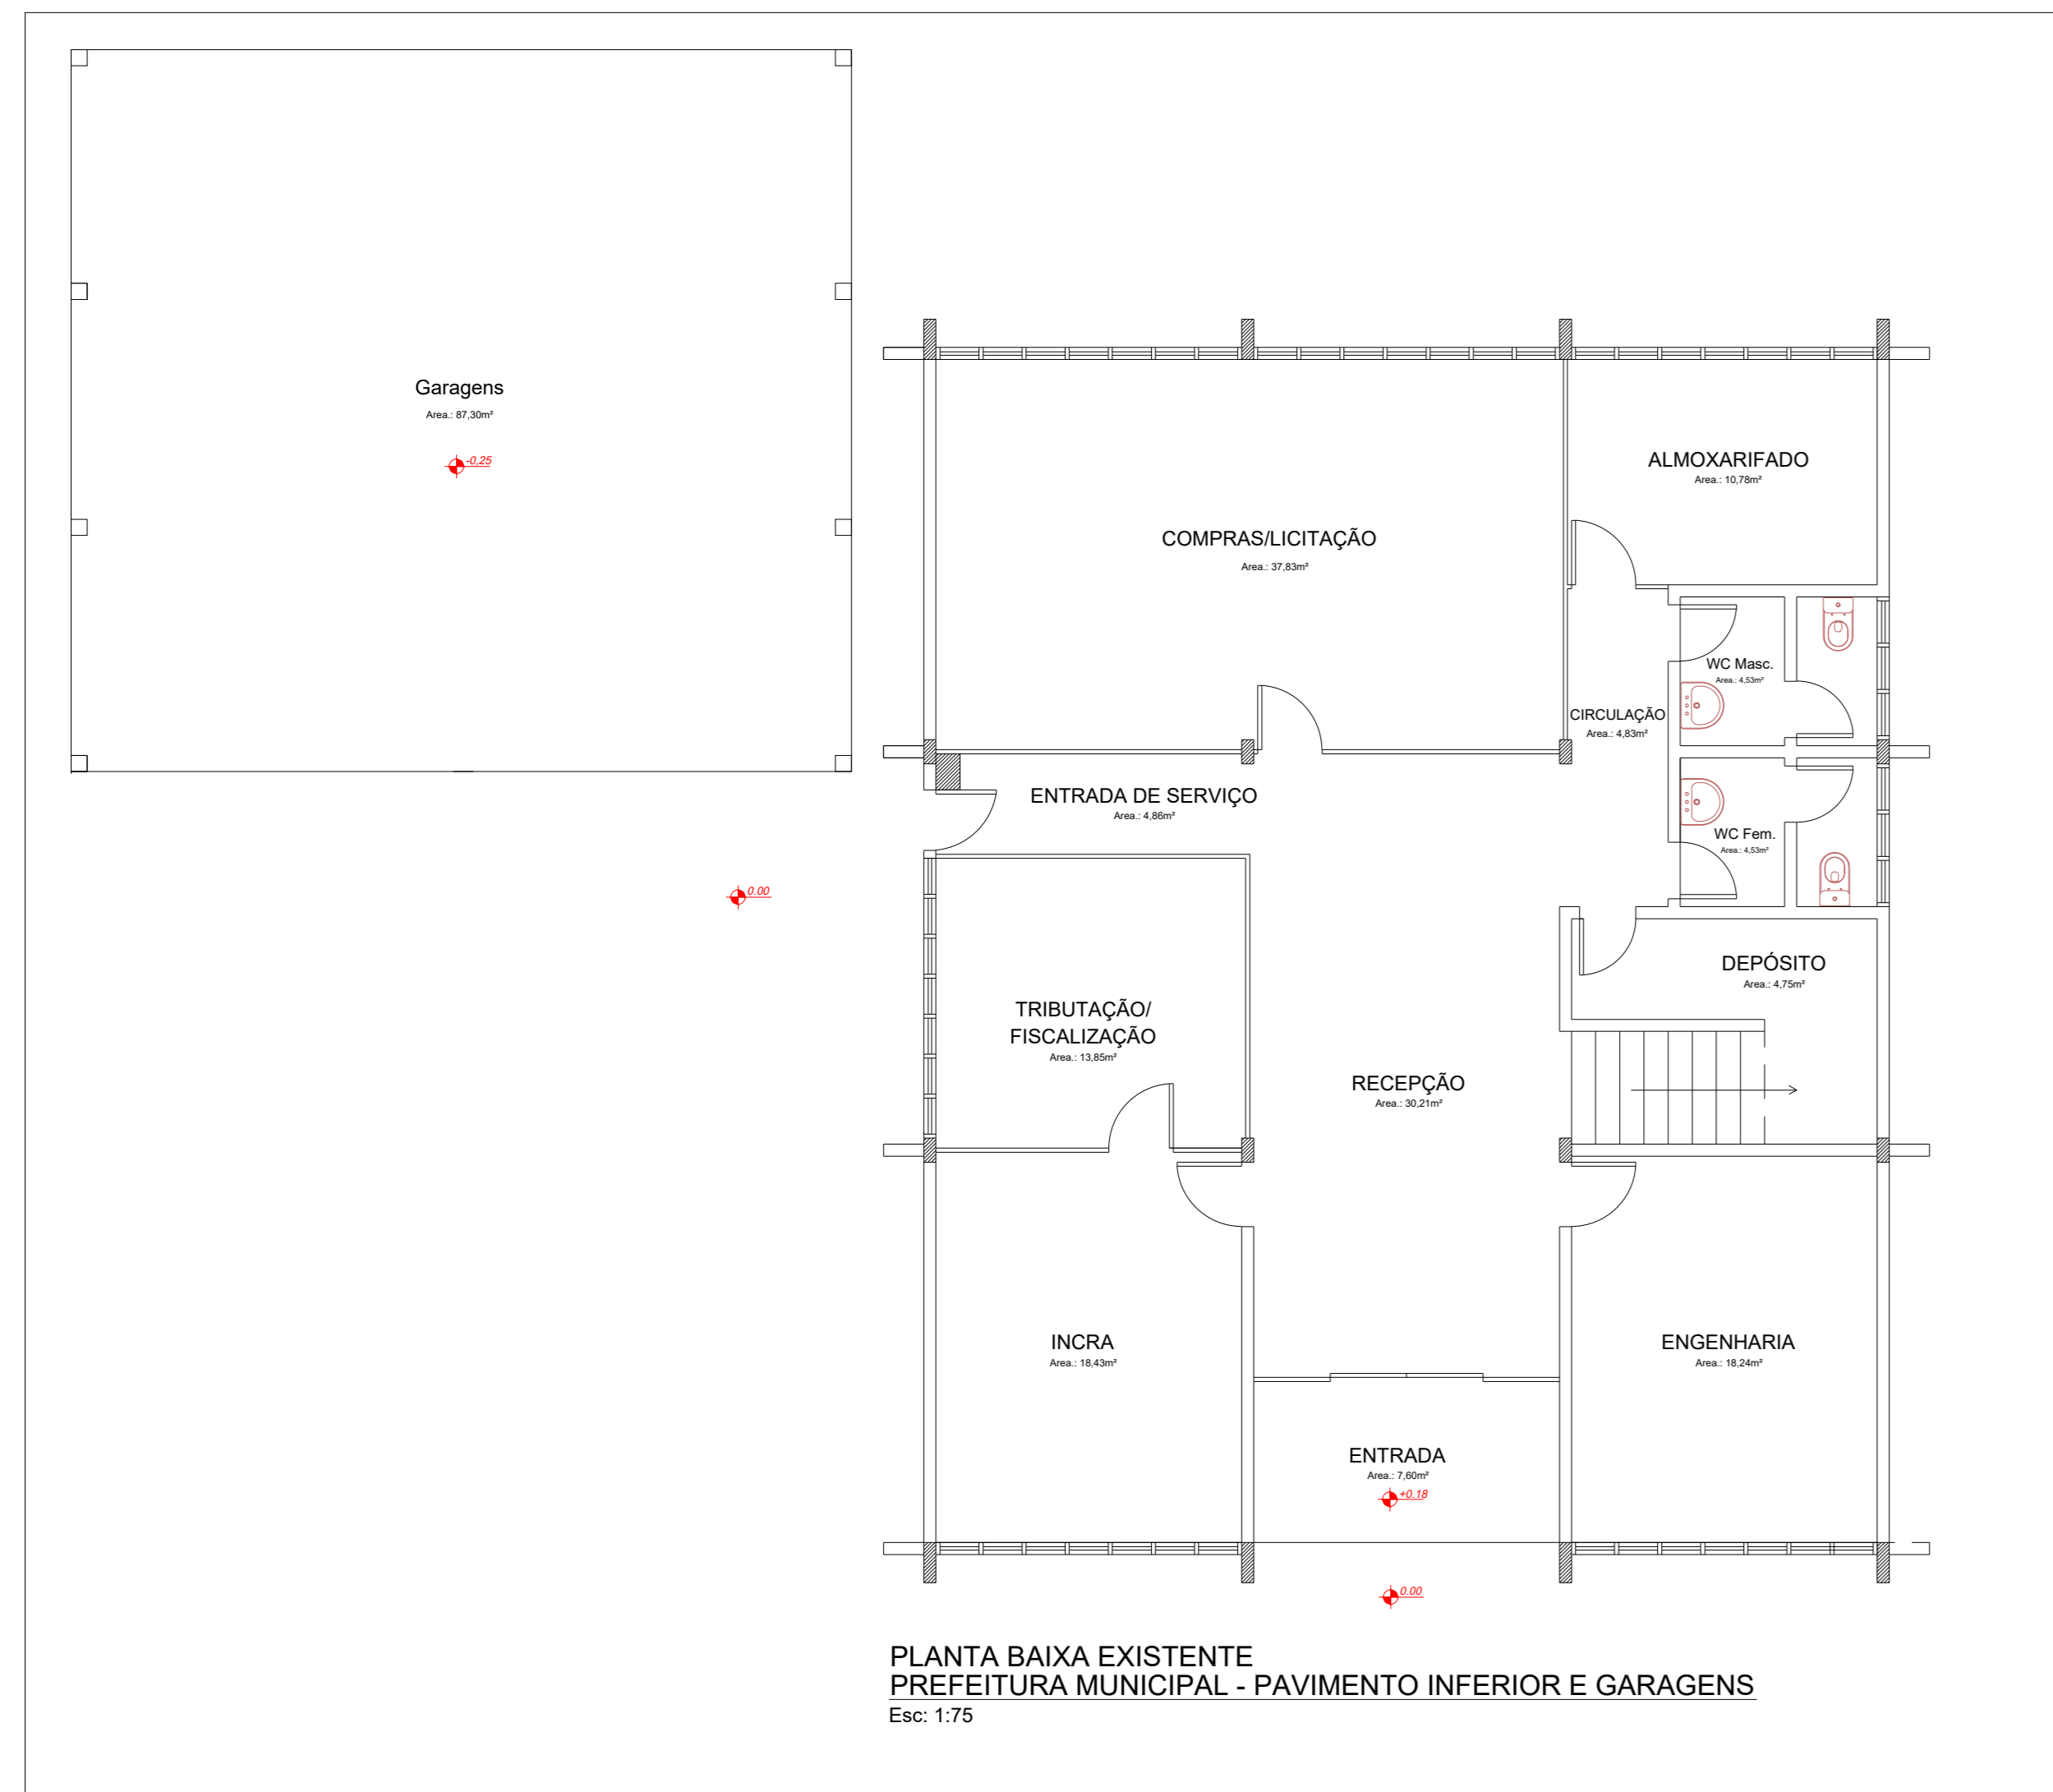 Garagens
Area.: 87,30m²
-0,25
ALMOXARIFADO
Area.: 10,78m²
COMPRAS/LICITAÇÃO
Area.: 37,83m²
WC Masc.
Area.: 4,53m²
CIRCULAÇÃO
Area.: 4,83m²
ENTRADA DE SERVIÇO
Area.: 4,86m²
WC Fem.
Area.: 4,53m²
0.00
DEPÓSITO
Area.: 4,75m²
TRIBUTAÇÃO/
FISCALIZAÇÃO
Area.: 13,85m²
RECEPÇÃO
Area.: 30,21m²
INCRA
Area.: 18,43m²
ENGENHARIA
Area.: 18,24m²
ENTRADA
Area.: 7,60m²
+0.18
0.00
PLANTA BAIXA EXISTENTE
PREFEITURA MUNICIPAL - PAVIMENTO INFERIOR E GARAGENS
Esc: 1:75